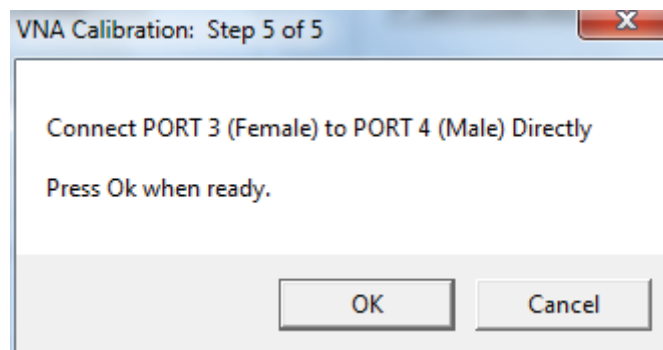 VNA Calibration: Step 5 of 5
Connect PORT 3 (Female) to PORT 4 (Male) Directly
Press Ok when ready.
OK Cancel